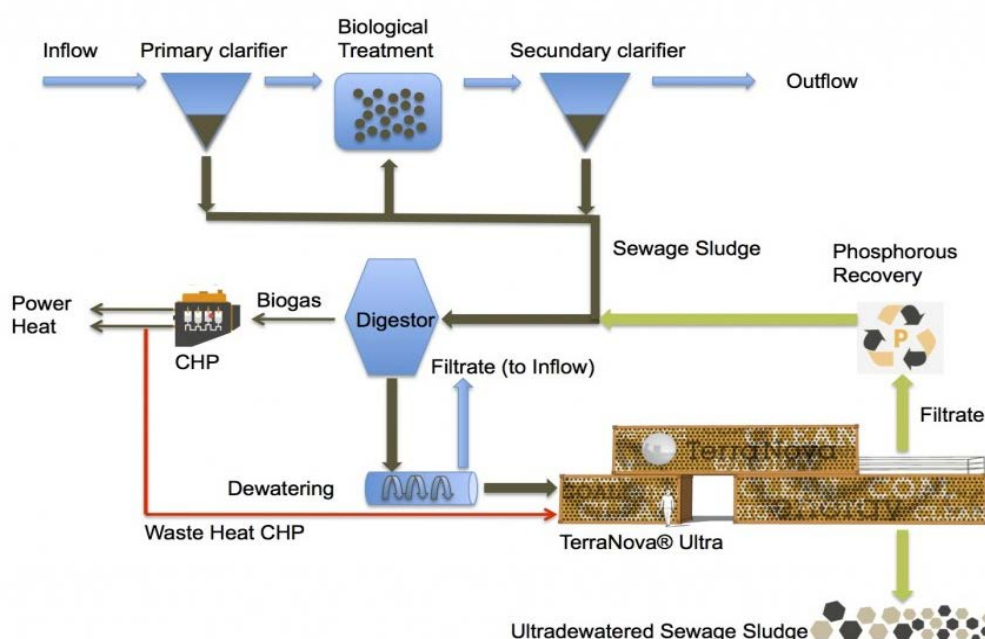 Inflow
Primary clarifier
Biological
Treatment
Secundary clarifier
Outflow
Sewage Sludge
Phosphorous
Recovery
P
Power
Heat
CHP
Biogas
Digestor
Filtrate (to Inflow)
Filtrate
TerraNova
Dewatering
Waste Heat CHP
TerraNova® Ultra
Ultradewatered Sewage Sludge